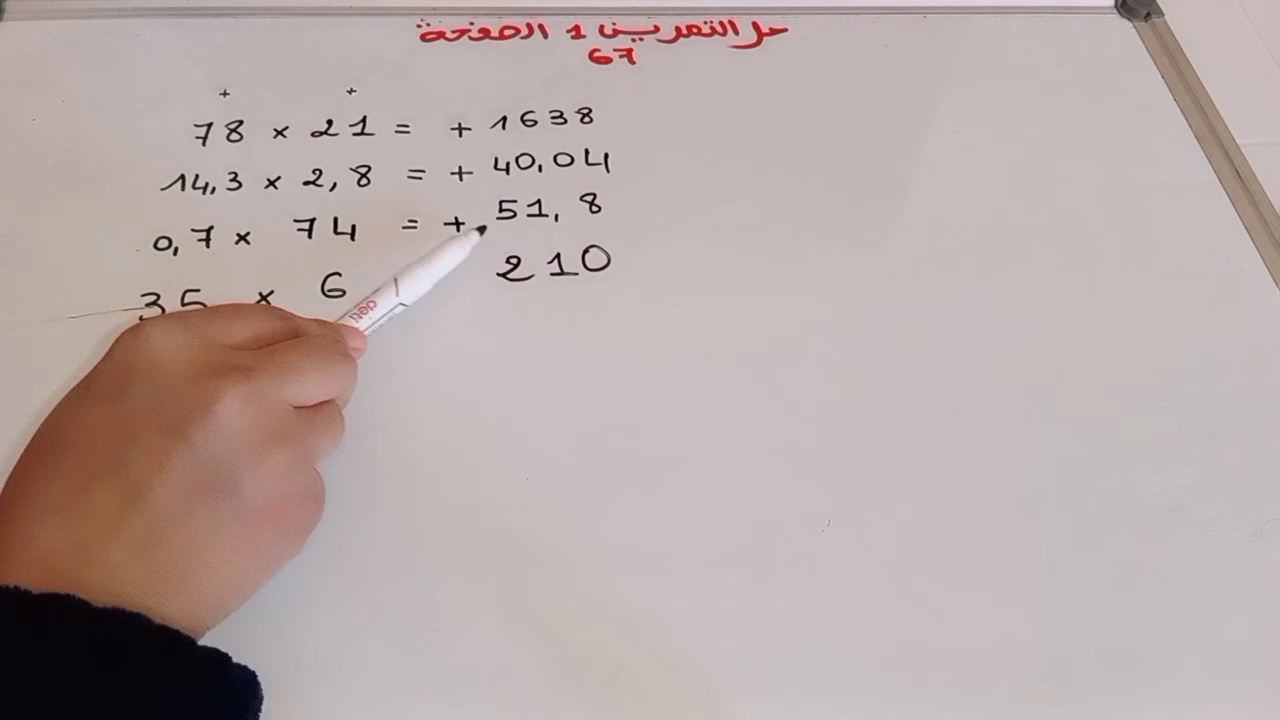 حل التمرين 1 الصفحة
67
+ +
78 × 21 = + 1638
14,3 × 2,8 = + 40,04
0,7 × 74 = + 51,8
35 × 6 210
deli